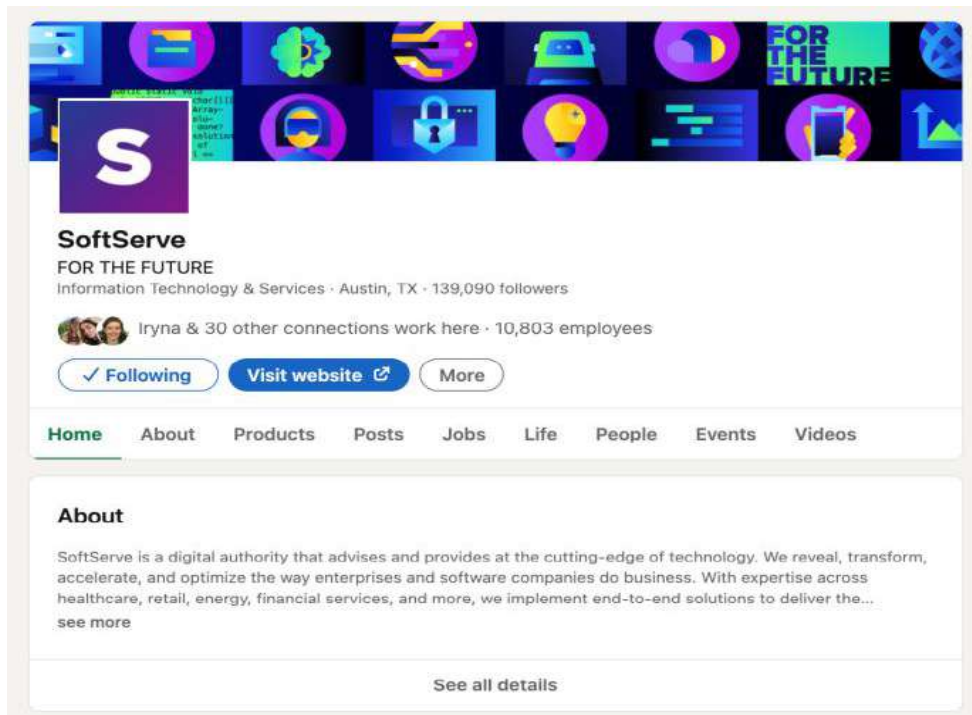 FOR
THE
FUTURE
S
SoftServe
FOR THE FUTURE
Information Technology & Services · Austin, TX · 139,090 followers
Iryna & 30 other connections work here · 10,803 employees
✓ Following Visit website More
Home About Products Posts Jobs Life People Events Videos
About
SoftServe is a digital authority that advises and provides at the cutting-edge of technology. We reveal, transform,
accelerate, and optimize the way enterprises and software companies do business. With expertise across
healthcare, retail, energy, financial services, and more, we implement end-to-end solutions to deliver the...
see more
See all details